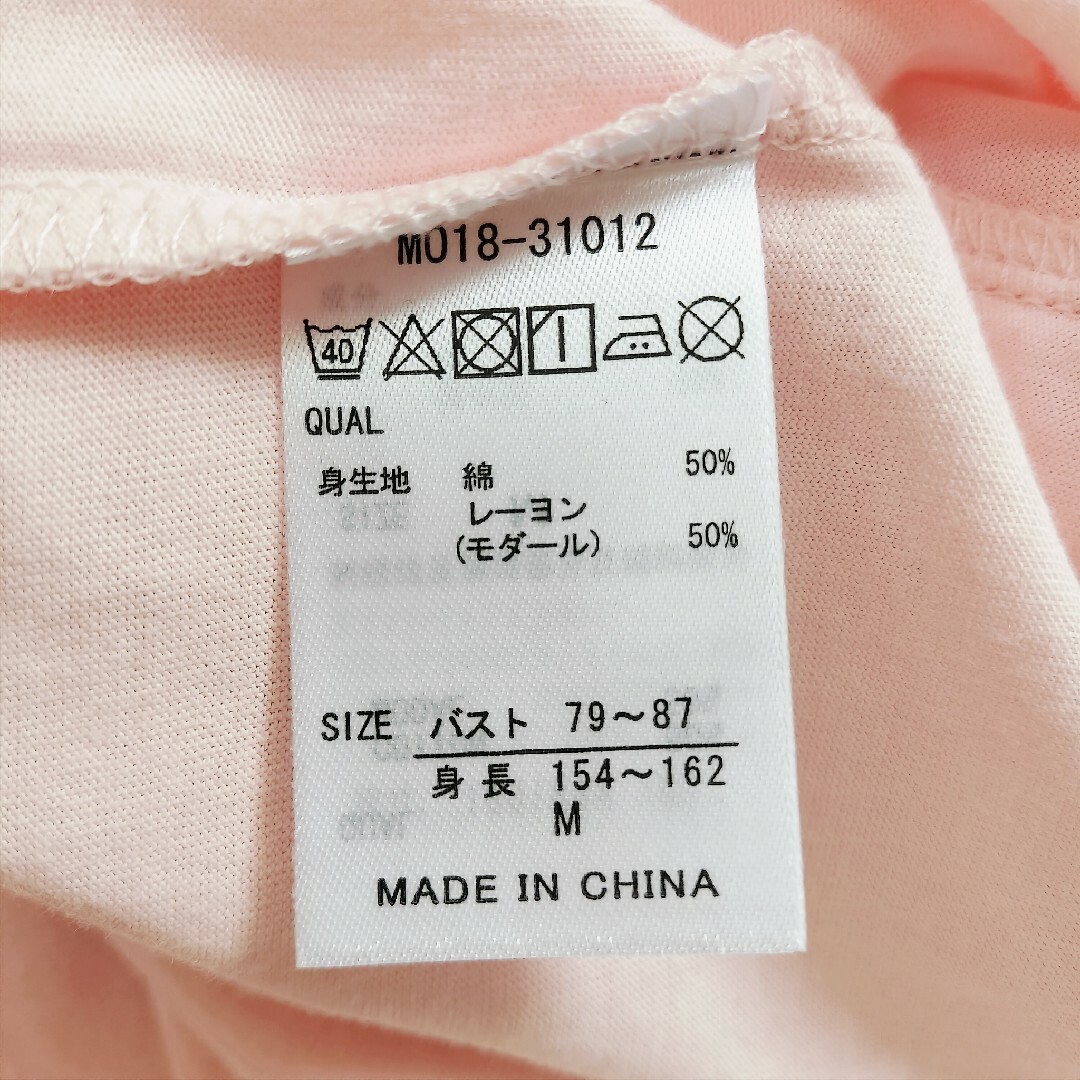 M018-31012
40
QUAL
身生地 綿 50%
レーヨン
(モダール) 50%
SIZE バスト 79～87
身長 154～162
M
MADE IN CHINA